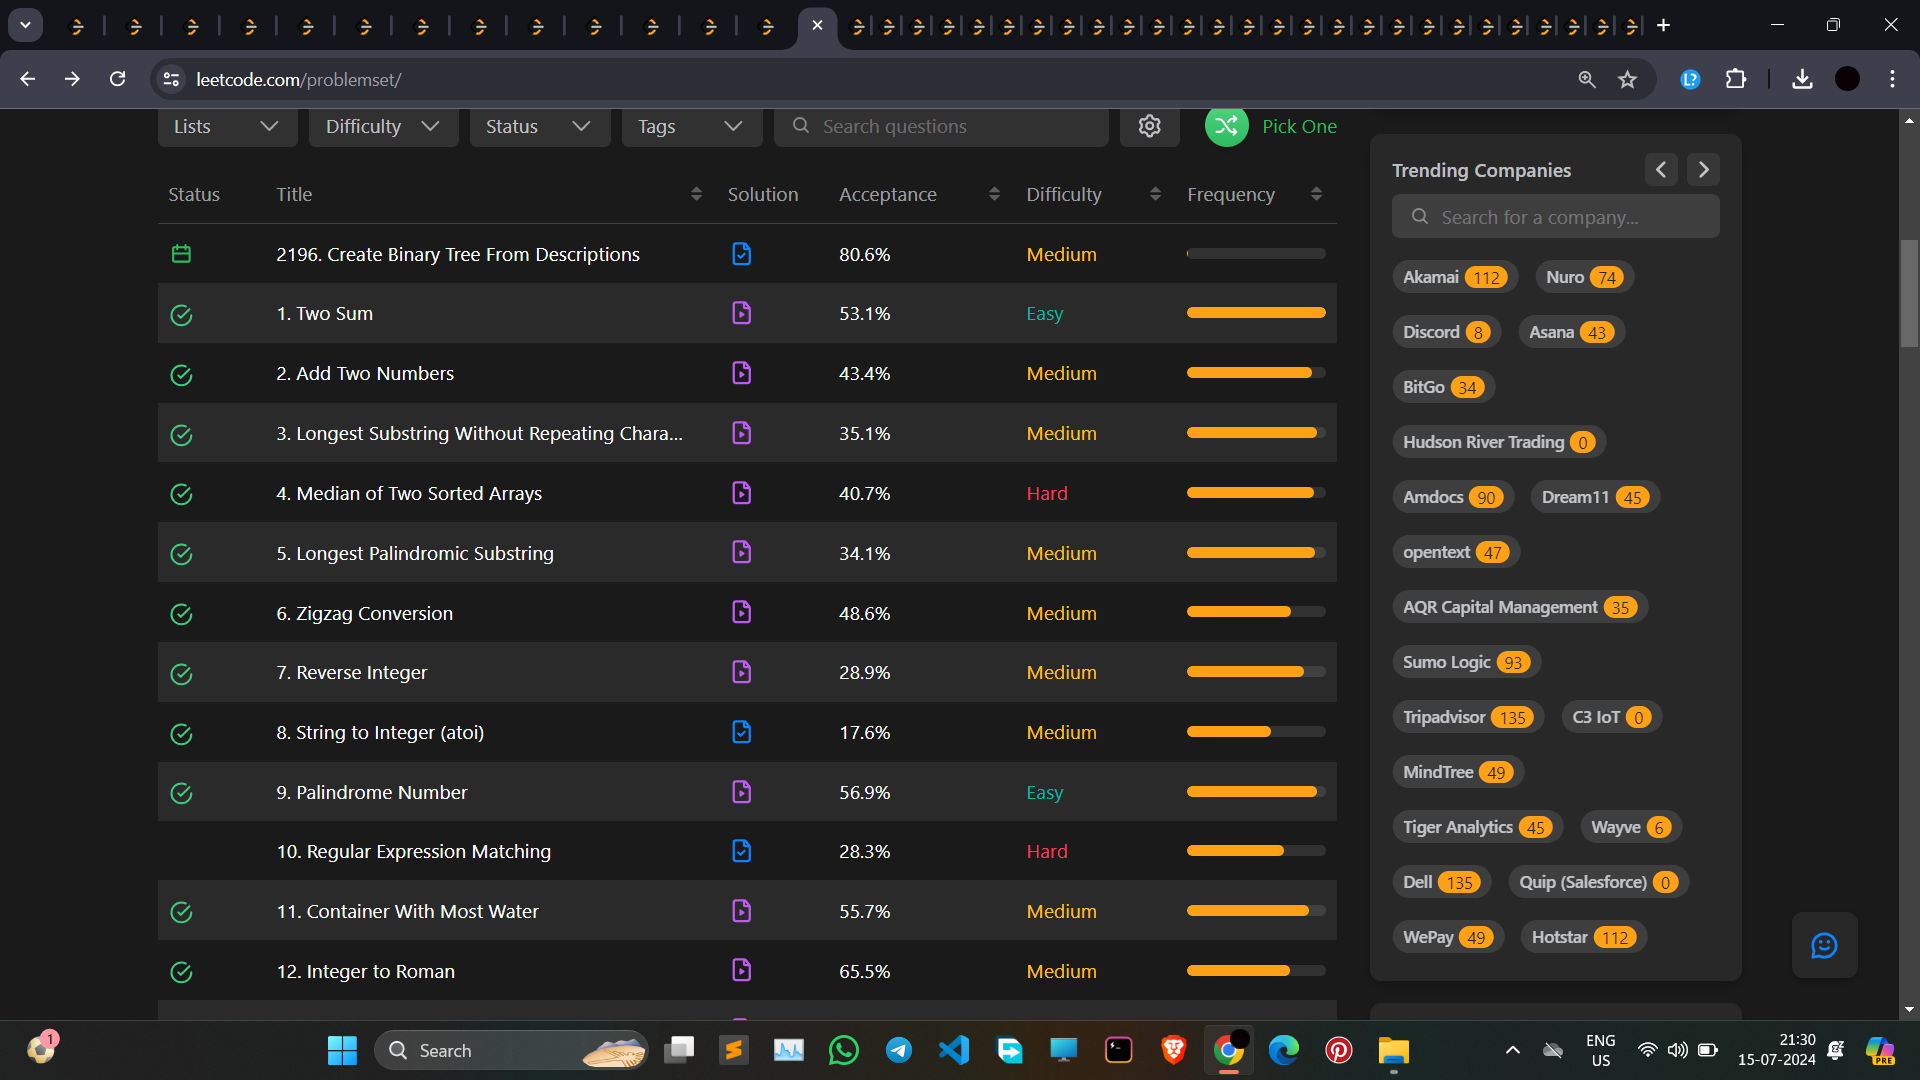 leetcode.com/problemset/
Lists Difficulty Status Tags Search questions Pick One
Status Title Solution Acceptance Difficulty Frequency
2196. Create Binary Tree From Descriptions 80.6% Medium
1. Two Sum 53.1% Easy
2. Add Two Numbers 43.4% Medium
3. Longest Substring Without Repeating Chara... 35.1% Medium
4. Median of Two Sorted Arrays 40.7% Hard
5. Longest Palindromic Substring 34.1% Medium
6. Zigzag Conversion 48.6% Medium
7. Reverse Integer 28.9% Medium
8. String to Integer (atoi) 17.6% Medium
9. Palindrome Number 56.9% Easy
10. Regular Expression Matching 28.3% Hard
11. Container With Most Water 55.7% Medium
12. Integer to Roman 65.5% Medium
Trending Companies
Search for a company...
Akamai 112 Nuro 74
Discord 8 Asana 43
BitGo 34
Hudson River Trading 0
Amdocs 90 Dream11 45
opentext 47
AQR Capital Management 35
Sumo Logic 93
Tripadvisor 135 C3 IoT 0
MindTree 49
Tiger Analytics 45 Wayve 6
Dell 135 Quip (Salesforce) 0
WePay 49 Hotstar 112
1 Search
ENG
US
21:30
15-07-2024
PRE